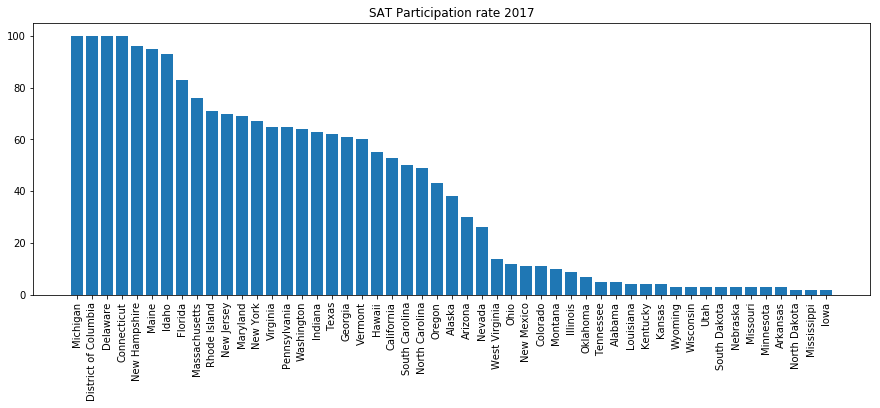 SAT Participation rate 2017
100
80
60
40
20
0
Michigan
District of Columbia
Delaware
Connecticut
New Hampshire
Maine
Idaho
Florida
Massachusetts
Rhode Island
New Jersey
Maryland
New York
Virginia
Pennsylvania
Washington
Indiana
Texas
Georgia
Vermont
Hawaii
California
South Carolina
North Carolina
Oregon
Alaska
Arizona
Nevada
West Virginia
Ohio
New Mexico
Colorado
Montana
Illinois
Oklahoma
Tennessee
Alabama
Louisiana
Kentucky
Kansas
Wyoming
Wisconsin
Utah
South Dakota
Nebraska
Missouri
Minnesota
Arkansas
North Dakota
Mississippi
Iowa